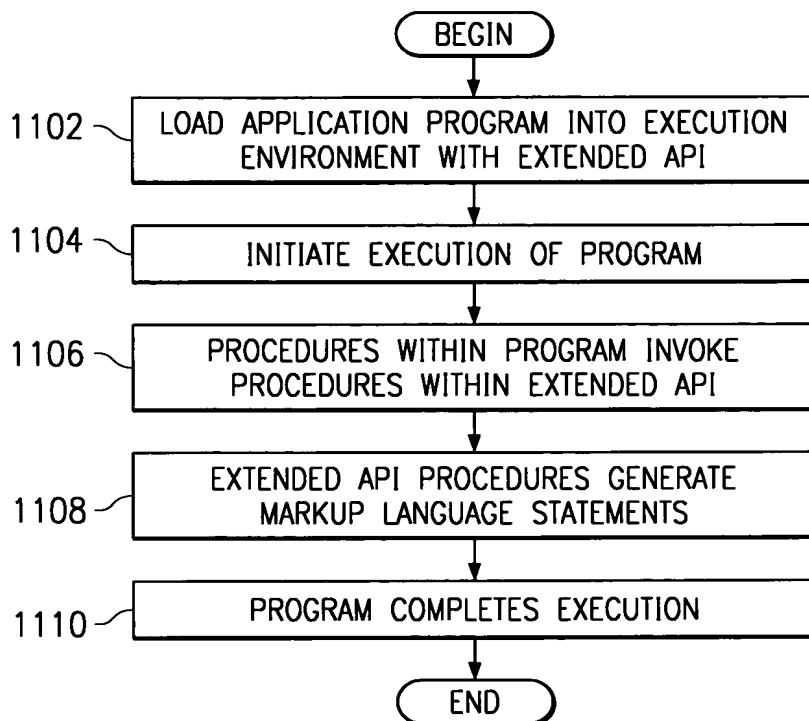 BEGIN
1102
LOAD APPLICATION PROGRAM INTO EXECUTION
ENVIRONMENT WITH EXTENDED API
1104
INITIATE EXECUTION OF PROGRAM
1106
PROCEDURES WITHIN PROGRAM INVOKE
PROCEDURES WITHIN EXTENDED API
1108
EXTENDED API PROCEDURES GENERATE
MARKUP LANGUAGE STATEMENTS
1110
PROGRAM COMPLETES EXECUTION
END